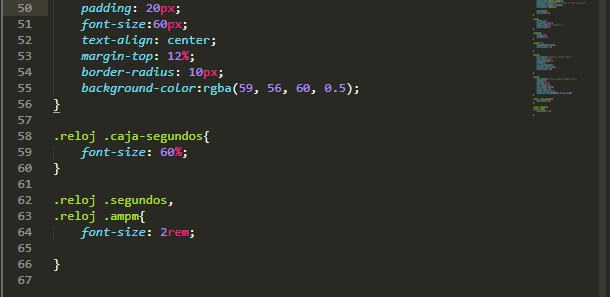 50 padding: 20px;
51 font-size:60px;
52 text-align: center;
53 margin-top: 12%;
54 border-radius: 10px;
55 background-color:rgba(59, 56, 60, 0.5);
56 }
57
58 .reloj .caja-segundos{
59 font-size: 60%;
60 }
61
62 .reloj .segundos,
63 .reloj .ampm{
64 font-size: 2rem;
65
66 }
67